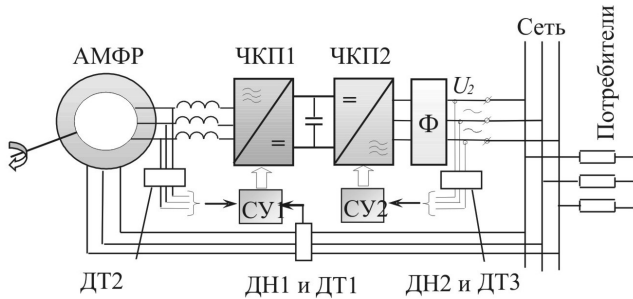 Сеть
АМФР
ЧКП1
ЧКП2
U2
Ф
Потребители
СУ1
СУ2
ДТ2
ДН1 и ДТ1
ДН2 и ДТ3